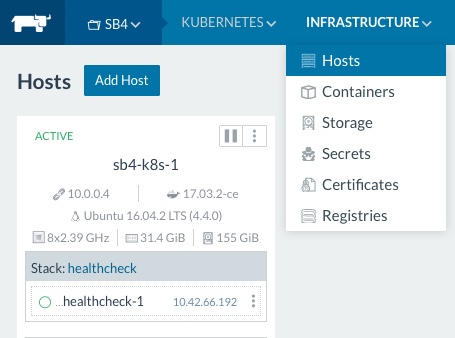 SB4 KUBERNETES INFRASTRUCTURE
Hosts Add Host
Hosts
Containers
Storage
Secrets
Certificates
Registries
ACTIVE
sb4-k8s-1
10.0.0.4 17.03.2-ce
Ubuntu 16.04.2 LTS (4.4.0)
8x2.39 GHz 31.4 GiB 155 GiB
Stack: healthcheck
...healthcheck-1 10.42.66.192